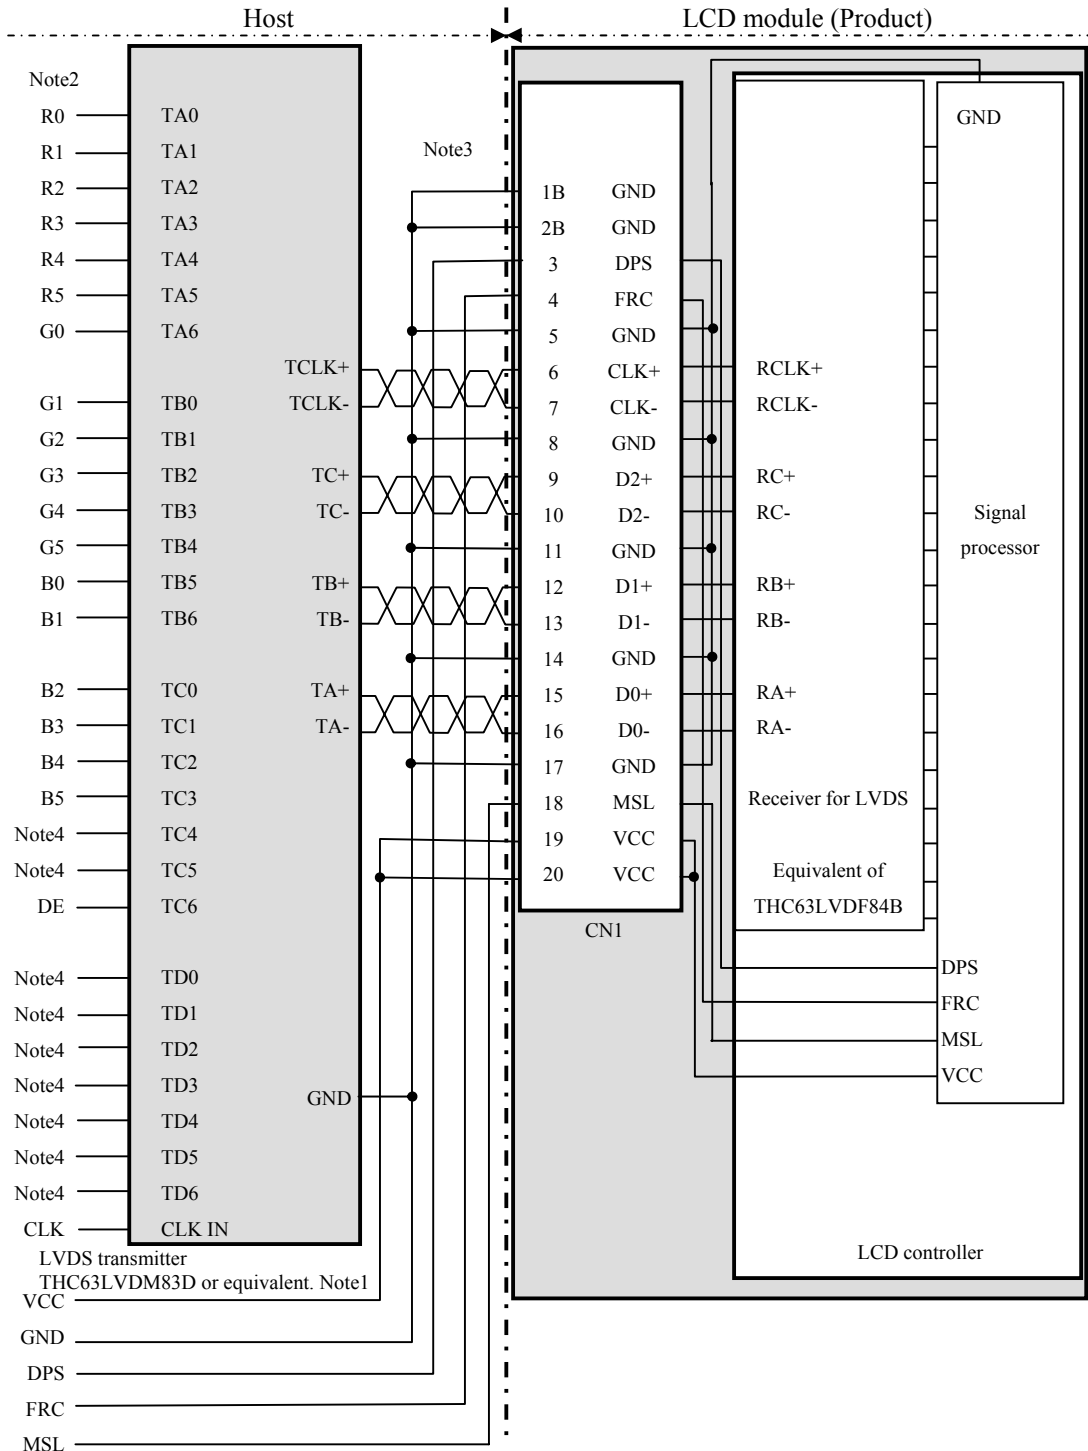 Host
LCD module (Product)
Note2
R0 TA0
R1 TA1
R2 TA2
R3 TA3
R4 TA4
R5 TA5
G0 TA6
TCLK+
G1 TB0 TCLK-
G2 TB1
G3 TB2 TC+
G4 TB3 TC-
G5 TB4
B0 TB5 TB+
B1 TB6 TB-
B2 TC0 TA+
B3 TC1 TA-
B4 TC2
B5 TC3
Note4 TC4
Note4 TC5
DE TC6
Note4 TD0
Note4 TD1
Note4 TD2
Note4 TD3
GND
Note4 TD4
Note4 TD5
Note4 TD6
CLK CLK IN
LVDS transmitter
THC63LVDM83D or equivalent. Note1
VCC
GND
DPS
FRC
MSL
Note3
1B GND
2B GND
3 DPS
4 FRC
5 GND
6 CLK+
7 CLK-
8 GND
9 D2+
10 D2-
11 GND
12 D1+
13 D1-
14 GND
15 D0+
16 D0-
17 GND
18 MSL
19 VCC
20 VCC
CN1
RCLK+
RCLK-
RC+
RC-
RB+
RB-
RA+
RA-
Receiver for LVDS
Equivalent of
THC63LVDF84B
GND
Signal
processor
DPS
FRC
MSL
VCC
LCD controller